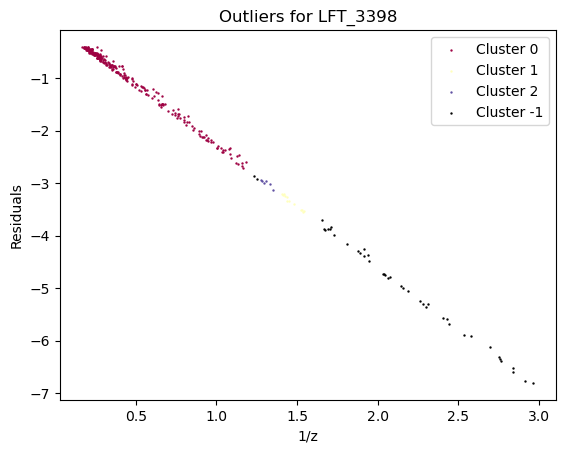 Outliers for LFT_3398
Cluster 0
Cluster 1
Cluster 2
Cluster -1
Residuals
−1
−2
−3
−4
−5
−6
−7
0.5 1.0 1.5 2.0 2.5 3.0
1/z